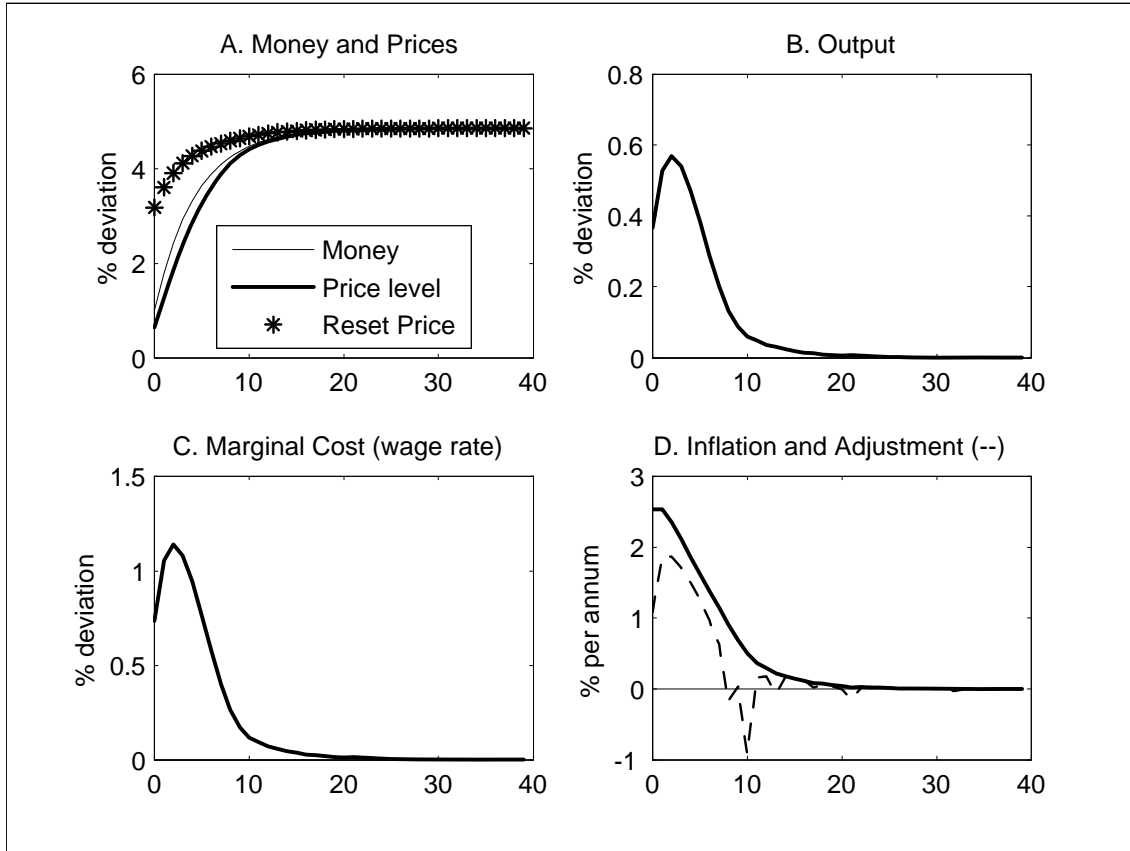 A. Money and Prices
6
4
2
0
% deviation
Money
Price level
Reset Price
0 10 20 30 40
B. Output
0.8
0.6
0.4
0.2
0
% deviation
0 10 20 30 40
C. Marginal Cost (wage rate)
1.5
1
0.5
0
% deviation
0 10 20 30 40
D. Inflation and Adjustment (--)
3
2
1
0
-1
% per annum
0 10 20 30 40